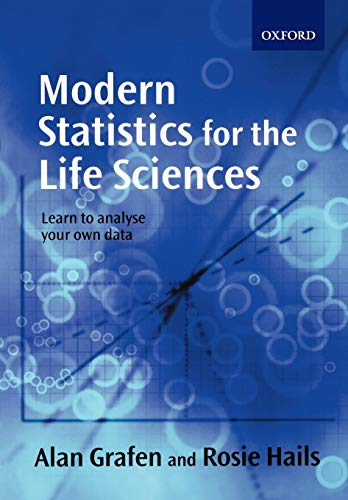 OXFORD
Modern
Statistics for the
Life Sciences
Learn to analyse
your own data
Alan Grafen and Rosie Hails